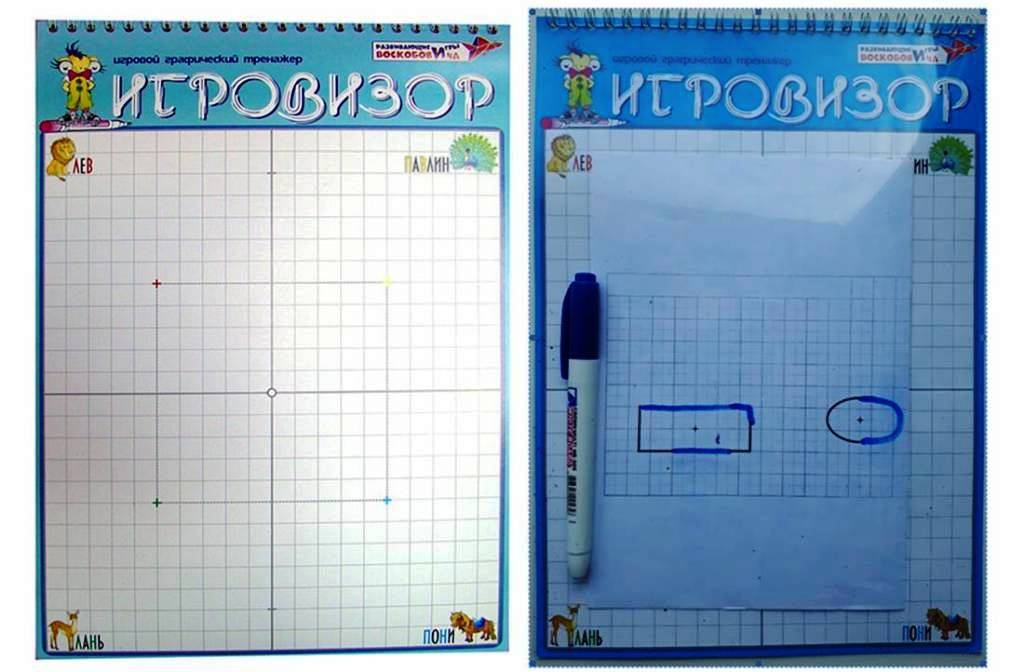 игровой графический тренажер
РАЗВИВАЮЩИЕ ИГРЫ
ВОСКОБОВИЧА
ИГРОВИЗОР
ЛЕВ
ПАВЛИН
ЛАНЬ
ПОНИ
игровой графический тренажер
РАЗВИВАЮЩИЕ ИГРЫ
ВОСКОБОВИЧА
ИГРОВИЗОР
ЛЕВ
ИН
ЛАНЬ
ПОНИ